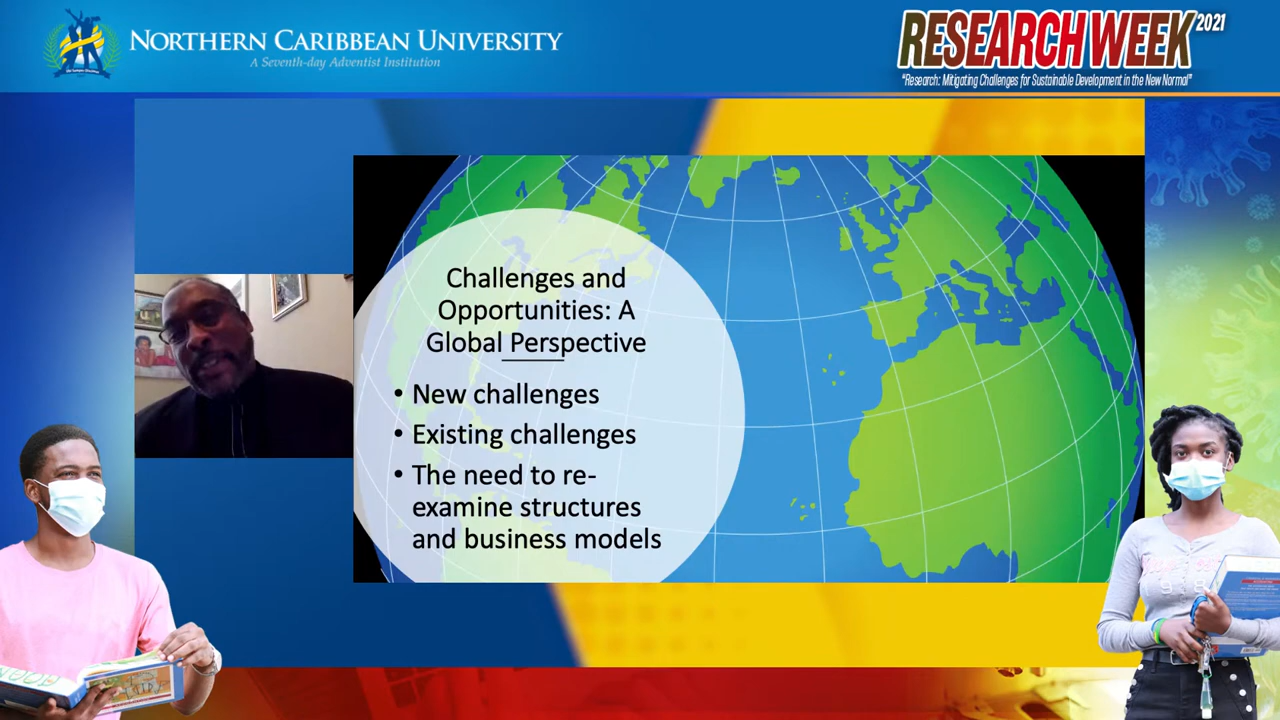 NORTHERN CARIBBEAN UNIVERSITY
A Seventh-day Adventist Institution
RESEARCH WEEK 2021
"Research: Mitigating Challenges for Sustainable Development in the New Normal"
Challenges and
Opportunities: A
Global Perspective
• New challenges
• Existing challenges
• The need to re-
examine structures
and business models